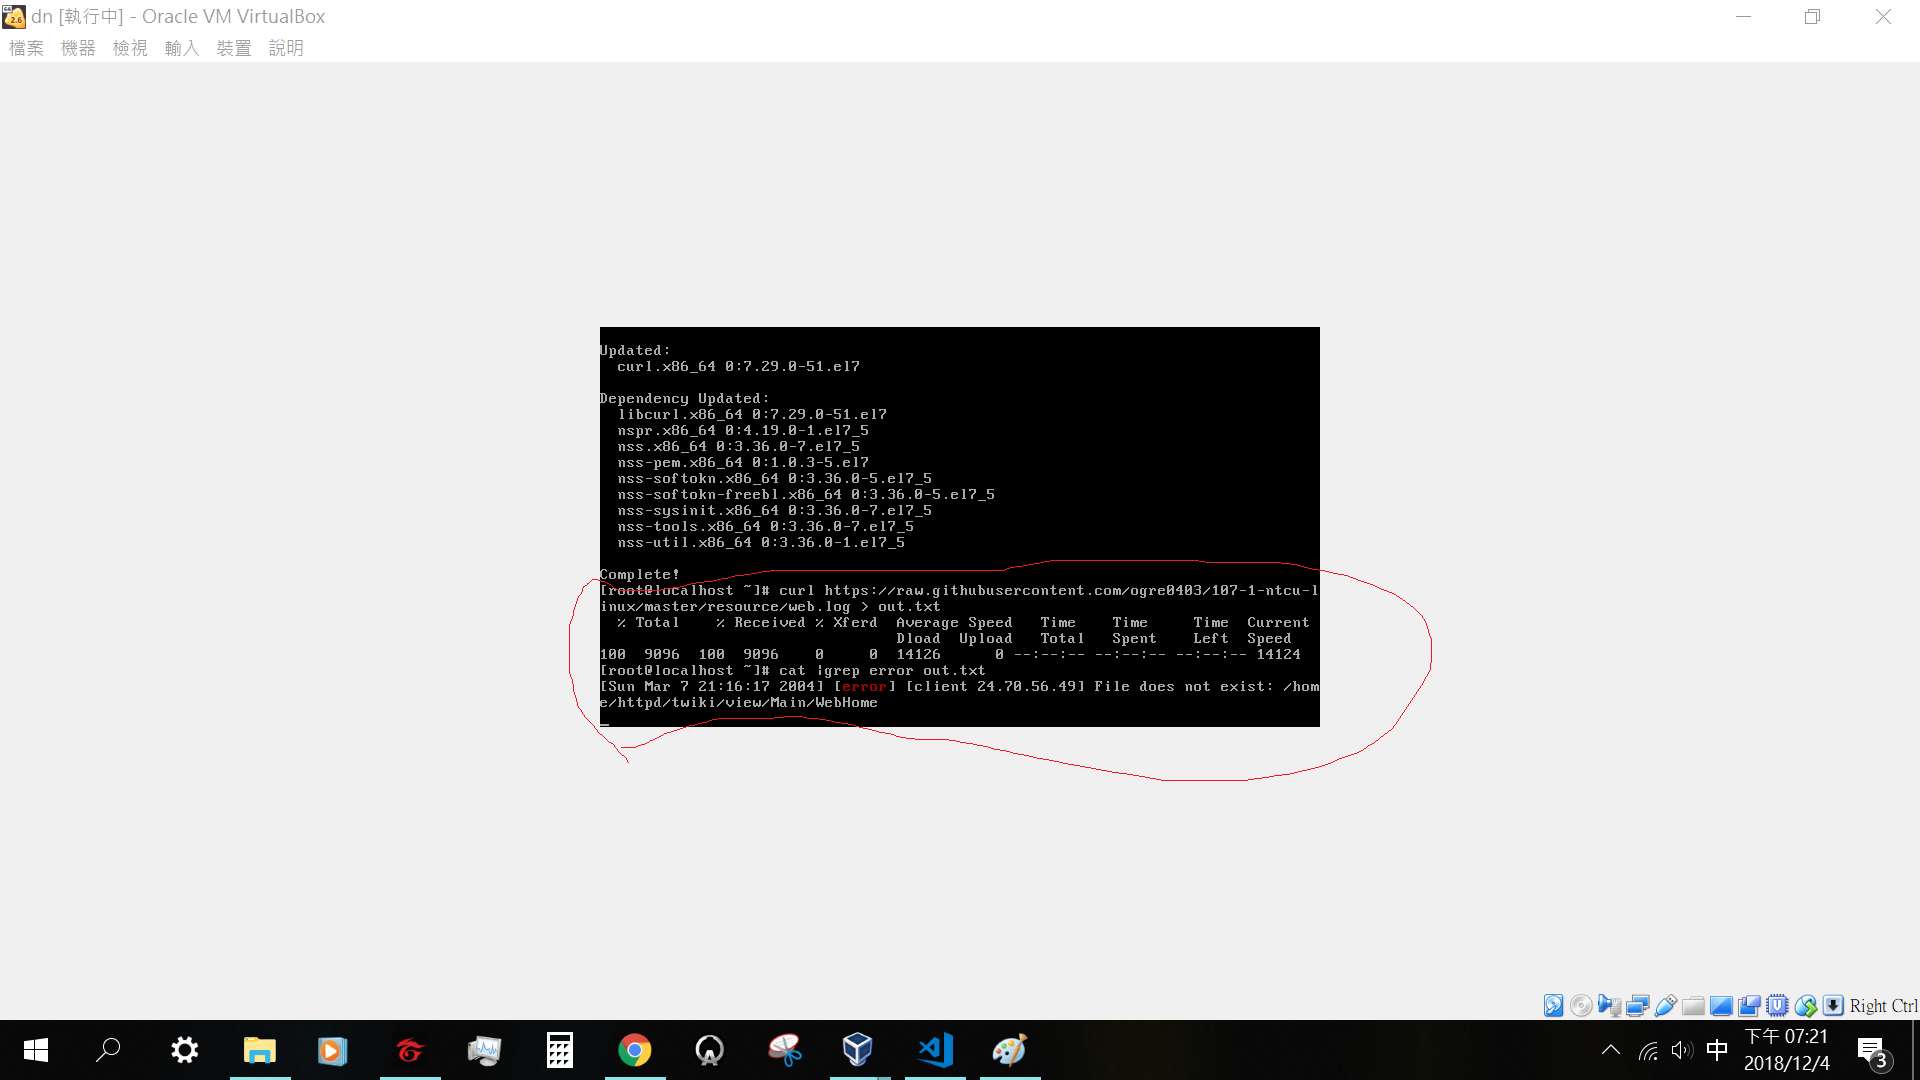 dn [執行中] - Oracle VM VirtualBox
檔案 機器 檢視 輸入 裝置 說明
Updated:
curl.x86_64 0:7.29.0-51.el7
Dependency Updated:
libcurl.x86_64 0:7.29.0-51.el7
nspr.x86_64 0:4.19.0-1.el7_5
nss.x86_64 0:3.36.0-7.el7_5
nss-pem.x86_64 0:1.0.3-5.el7
nss-softokn.x86_64 0:3.36.0-5.el7_5
nss-softokn-freebl.x86_64 0:3.36.0-5.el7_5
nss-sysinit.x86_64 0:3.36.0-7.el7_5
nss-tools.x86_64 0:3.36.0-7.el7_5
nss-util.x86_64 0:3.36.0-1.el7_5
Complete!
[root@localhost ~]# curl https://raw.githubusercontent.com/ogre0403/107-1-ntcu-l
inux/master/resource/web.log > out.txt
% Total % Received % Xferd Average Speed Time Time Time Current
Dload Upload Total Spent Left Speed
100 9096 100 9096 0 0 14126 0 --:--:-- --:--:-- --:--:-- 14124
[root@localhost ~]# cat |grep error out.txt
[Sun Mar 7 21:16:17 2004] [error] [client 24.70.56.49] File does not exist: /hom
e/httpd/twiki/view/Main/WebHome
Right Ctrl
中
下午 07:21
2018/12/4
3